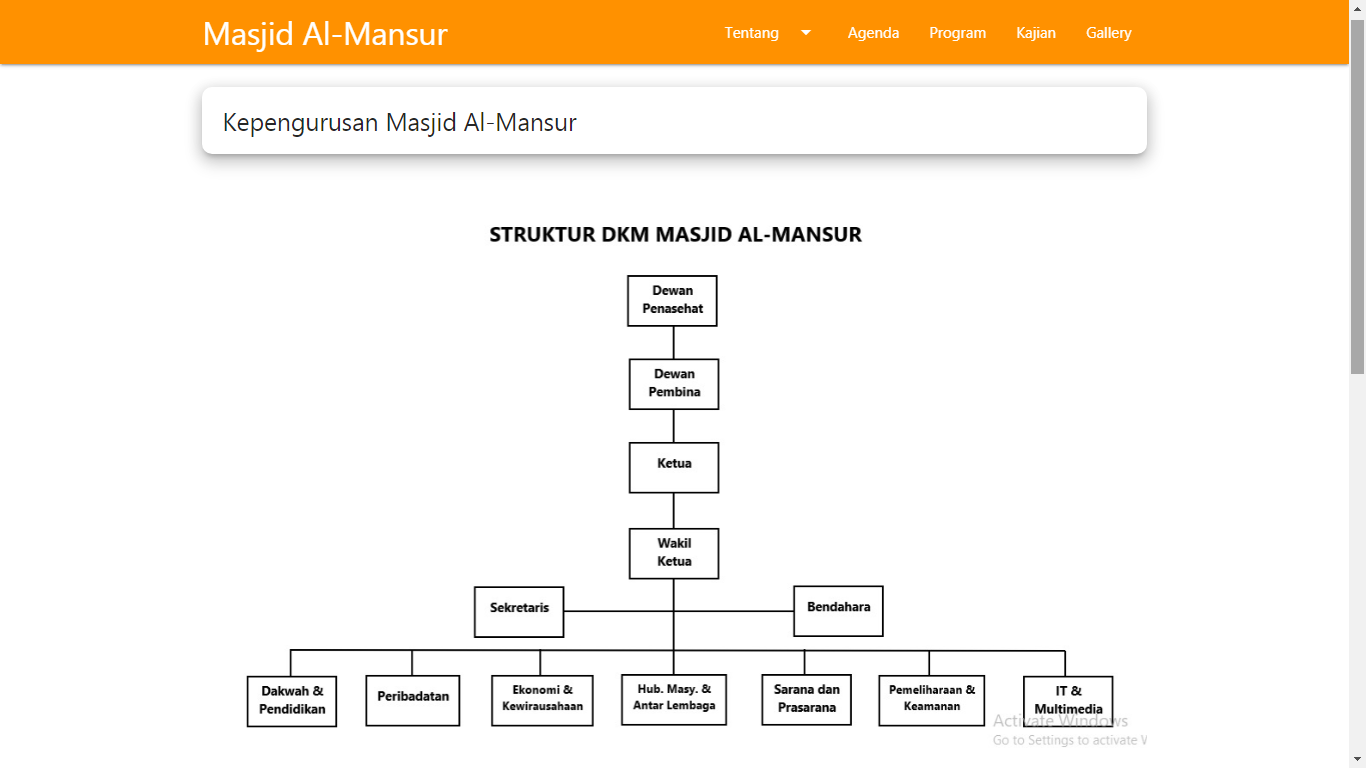 Masjid Al-Mansur
Tentang
Agenda
Program
Kajian
Gallery
Kepengurusan Masjid Al-Mansur
STRUKTUR DKM MASJID AL-MANSUR
Dewan
Penasehat
Dewan
Pembina
Ketua
Wakil
Ketua
Sekretaris
Bendahara
Dakwah &
Pendidikan
Peribadatan
Ekonomi &
Kewirausahaan
Hub. Masy. &
Antar Lembaga
Sarana dan
Prasarana
Pemeliharaan &
Keamanan
IT &
Multimedia
Activate Windows
Go to Settings to activate